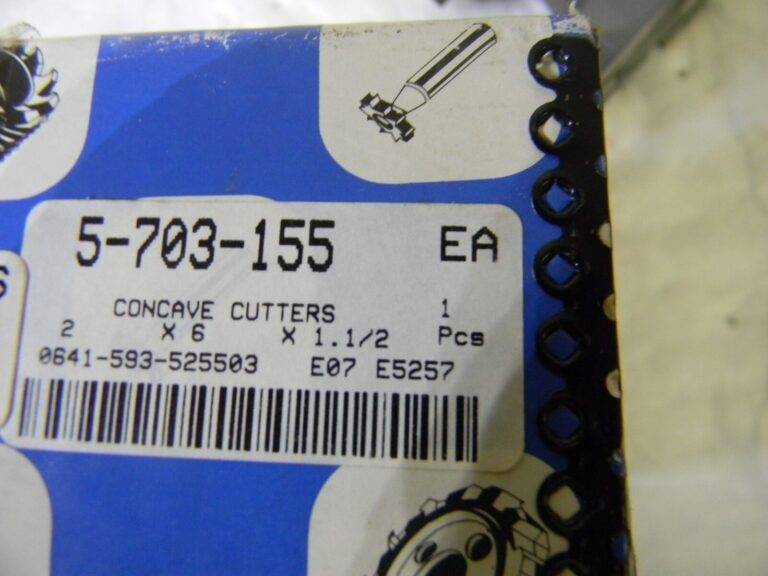 5-703-155 EA
CONCAVE CUTTERS 1
2 X 6 X 1.1/2 Pcs
0641-593-525503 E07 E5257
S